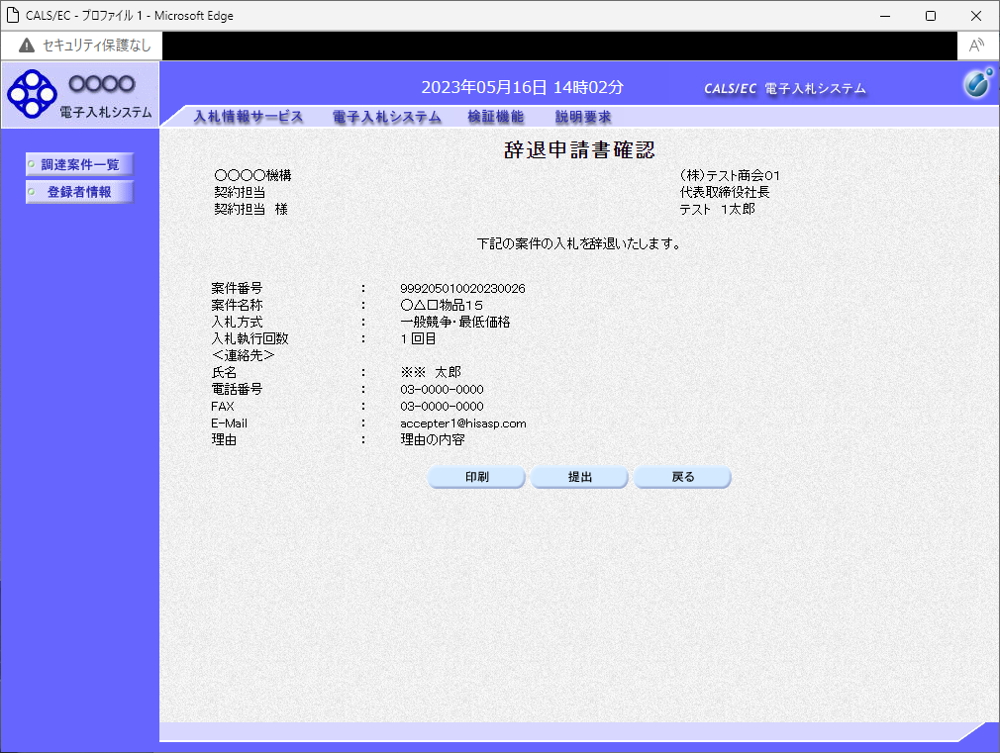 CALS/EC - プロファイル 1 - Microsoft Edge
セキュリティ保護なし
〇〇〇〇
電子入札システム
2023年05月16日 14時02分
CALS/EC 電子入札システム
入札情報サービス 電子入札システム 検証機能 説明要求
調達案件一覧
登録者情報
辞退申請書確認
〇〇〇〇機構
契約担当
契約担当 様
（株）テスト商会０１
代表取締役社長
テスト １太郎
下記の案件の入札を辞退いたします。
案件番号 ： 999205010020230026
案件名称 ： 〇△□物品１５
入札方式 ： 一般競争・最低価格
入札執行回数 ： １回目
＜連絡先＞
氏名 ： ※※ 太郎
電話番号 ： 03-0000-0000
FAX ： 03-0000-0000
E-Mail ： accepter1@hisasp.com
理由 ： 理由の内容
印刷 提出 戻る